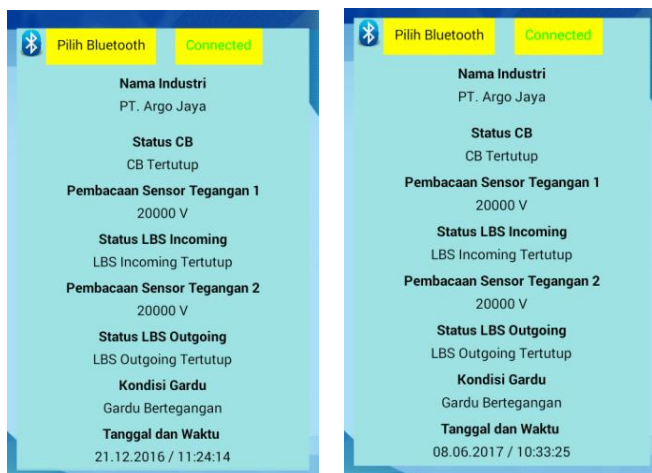 Pilih Bluetooth Connected
Nama Industri
PT. Argo Jaya
Status CB
CB Tertutup
Pembacaan Sensor Tegangan 1
20000 V
Status LBS Incoming
LBS Incoming Tertutup
Pembacaan Sensor Tegangan 2
20000 V
Status LBS Outgoing
LBS Outgoing Tertutup
Kondisi Gardu
Gardu Bertegangan
Tanggal dan Waktu
21.12.2016 / 11:24:14
Pilih Bluetooth Connected
Nama Industri
PT. Argo Jaya
Status CB
CB Tertutup
Pembacaan Sensor Tegangan 1
20000 V
Status LBS Incoming
LBS Incoming Tertutup
Pembacaan Sensor Tegangan 2
20000 V
Status LBS Outgoing
LBS Outgoing Tertutup
Kondisi Gardu
Gardu Bertegangan
Tanggal dan Waktu
08.06.2017 / 10:33:25